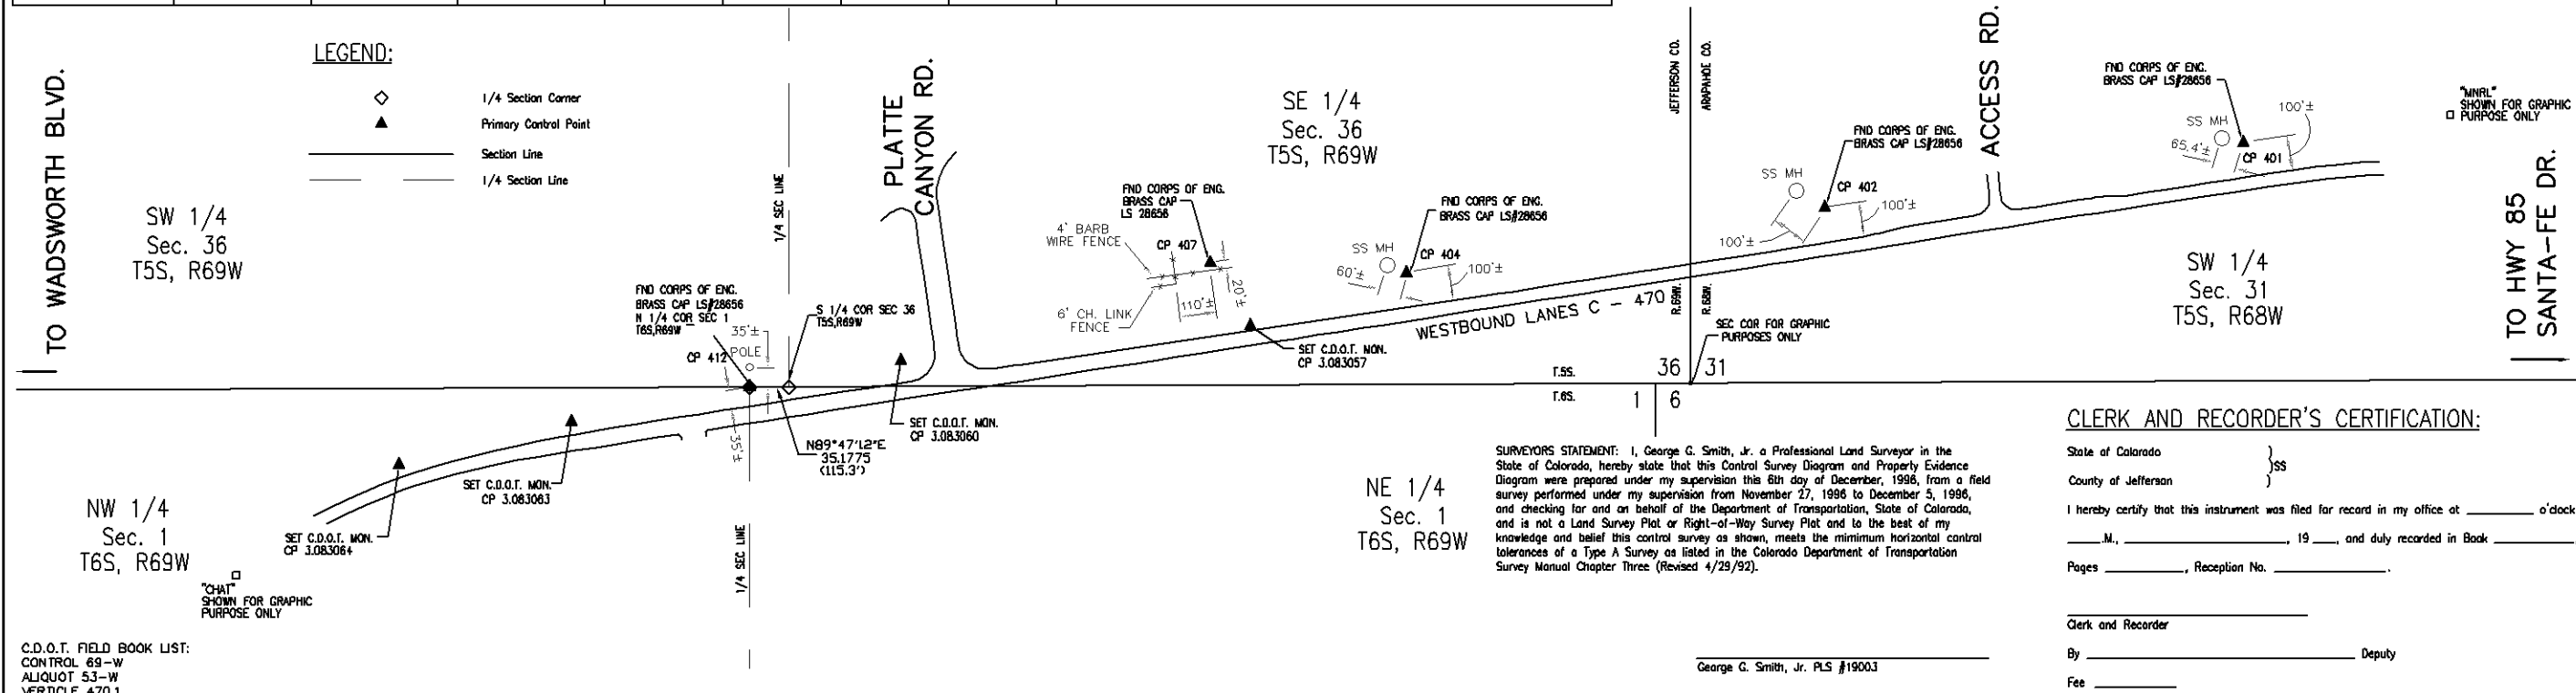 LEGEND:
1/4 Section Corner
Primary Control Point
Section Line
1/4 Section Line
TO WADSWORTH BLVD.
SW 1/4
Sec. 36
T5S, R69W
1/4 SEC LINE
PLATTE
CANYON RD.
SE 1/4
Sec. 36
T5S, R69W
JEFFERSON CO.
ARAPAHOE CO.
ACCESS RD.
FND CORPS OF ENG.
BRASS CAP LS#28656
SS MH
100'±
65.4'±
CP 401
"MNRL"
SHOWN FOR GRAPHIC
PURPOSE ONLY
FND CORPS OF ENG.
BRASS CAP LS#28656
SS MH
CP 402
100'±
100'±
FND CORPS OF ENG.
BRASS CAP
LS 28656
4' BARB
WIRE FENCE
CP 407
20'±
110'±
6' CH. LINK
FENCE
FND CORPS OF ENG.
BRASS CAP LS#28656
SS MH
CP 404
60'±
100'±
WESTBOUND LANES C - 470
R.69W.
R.68W.
SW 1/4
Sec. 31
T5S, R68W
TO HWY 85
SANTA-FE DR.
FND CORPS OF ENG.
BRASS CAP LS#28656
N 1/4 COR SEC 1
T6S,R69W
35'±
POLE
CP 412
S 1/4 COR SEC 36
T5S,R69W
SET C.D.O.T. MON.
CP 3.083057
SEC COR FOR GRAPHIC
PURPOSES ONLY
T.5S.
36
31
T.6S.
1
6
SET C.D.O.T. MON.
CP 3.083060
N89°47'12"E
35.1775
(115.3')
35'±
SET C.D.O.T. MON.
CP 3.083063
SET C.D.O.T. MON.
CP 3.083064
NW 1/4
Sec. 1
T6S, R69W
"CHAT"
SHOWN FOR GRAPHIC
PURPOSE ONLY
1/4 SEC LINE
NE 1/4
Sec. 1
T6S, R69W
C.D.O.T. FIELD BOOK LIST:
CONTROL 69-W
ALIQUOT 53-W
VERTICLE 470.1
SURVEYORS STATEMENT: I, George G. Smith, Jr. a Professional Land Surveyor in the
State of Colorado, hereby state that this Control Survey Diagram and Property Evidence
Diagram were prepared under my supervision this 6th day of December, 1996, from a field
survey performed under my supervision from November 27, 1996 to December 5, 1996,
and checking for and on behalf of the Department of Transportation, State of Colorado,
and is not a Land Survey Plat or Right-of-Way Survey Plat and to the best of my
knowledge and belief this control survey as shown, meets the mimimum horizontal control
tolerances of a Type A Survey as listed in the Colorado Department of Transportation
Survey Manual Chapter Three (Revised 4/29/92).
George G. Smith, Jr. PLS #19003
CLERK AND RECORDER'S CERTIFICATION:
State of Colorado
}SS
County of Jefferson
I hereby certify that this instrument was filed for record in my office at ________ o'clock
____.M., ______________, 19 ___, and duly recorded in Book ________
Pages ________, Reception No. __________.
Clerk and Recorder
By ______________________ Deputy
Fee ________